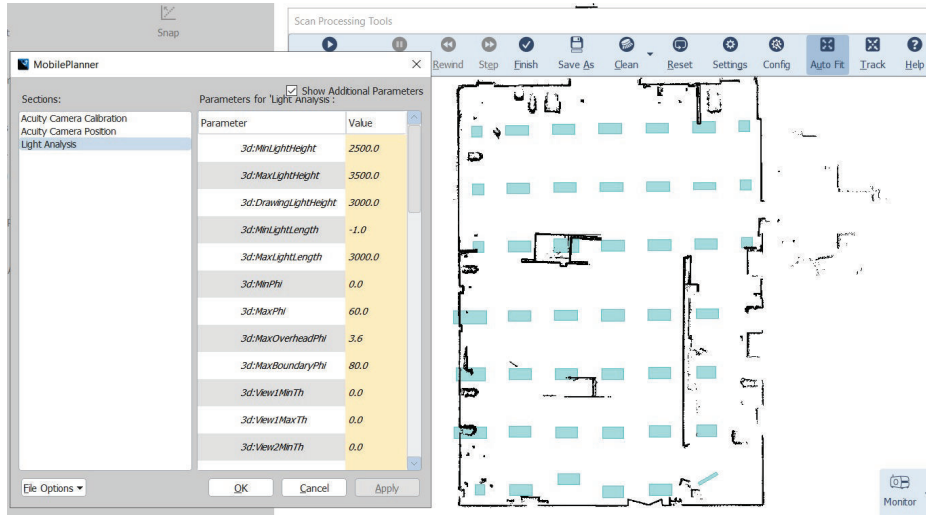 Snap
Scan Processing Tools
Rewind Step Finish Save As Clean Reset Settings Config Auto Fit Track Help
MobilePlanner
Show Additional Parameters
Sections:
Parameters for 'Light Analysis':
Acuity Camera Calibration
Acuity Camera Position
Light Analysis
Parameter Value
3d:MinLightHeight 2500.0
3d:MaxLightHeight 3500.0
3d:DrawingLightHeight 3000.0
3d:MinLightLength -1.0
3d:MaxLightLength 3000.0
3d:MinPhi 0.0
3d:MaxPhi 60.0
3d:MaxOverheadPhi 3.6
3d:MaxBoundaryPhi 80.0
3d:View1MinTh 0.0
3d:View1MaxTh 0.0
3d:View2MinTh 0.0
File Options OK Cancel Apply
Monitor